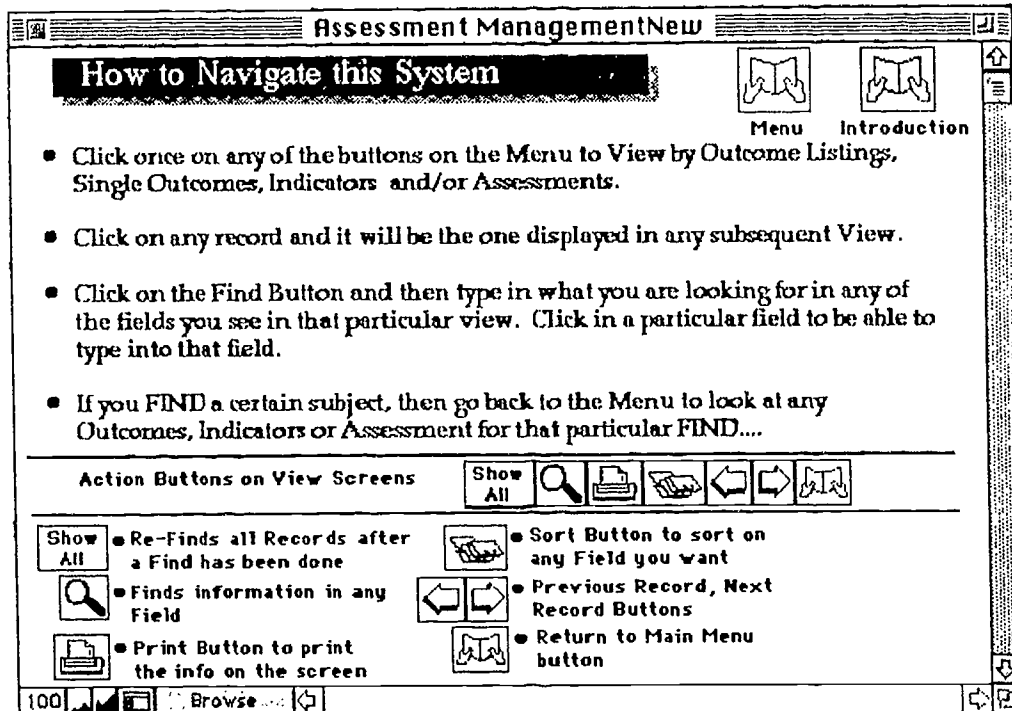 Assessment ManagementNew
How to Navigate this System
Menu Introduction
Click once on any of the buttons on the Menu to View by Outcome Listings,
Single Outcomes, Indicators and/or Assessments.
Click on any record and it will be the one displayed in any subsequent View.
Click on the Find Button and then type in what you are looking for in any of
the fields you see in that particular view. Click in a particular field to be able to
type into that field.
If you FIND a certain subject, then go back to the Menu to look at any
Outcomes, Indicators or Assessment for that particular FIND....
Action Buttons on View Screens
Show
All
Show
All
Re-Finds all Records after
a Find has been done
Finds information in any
Field
Print Button to print
the info on the screen
Sort Button to sort on
any Field you want
Previous Record, Next
Record Buttons
Return to Main Menu
button
100 Browse